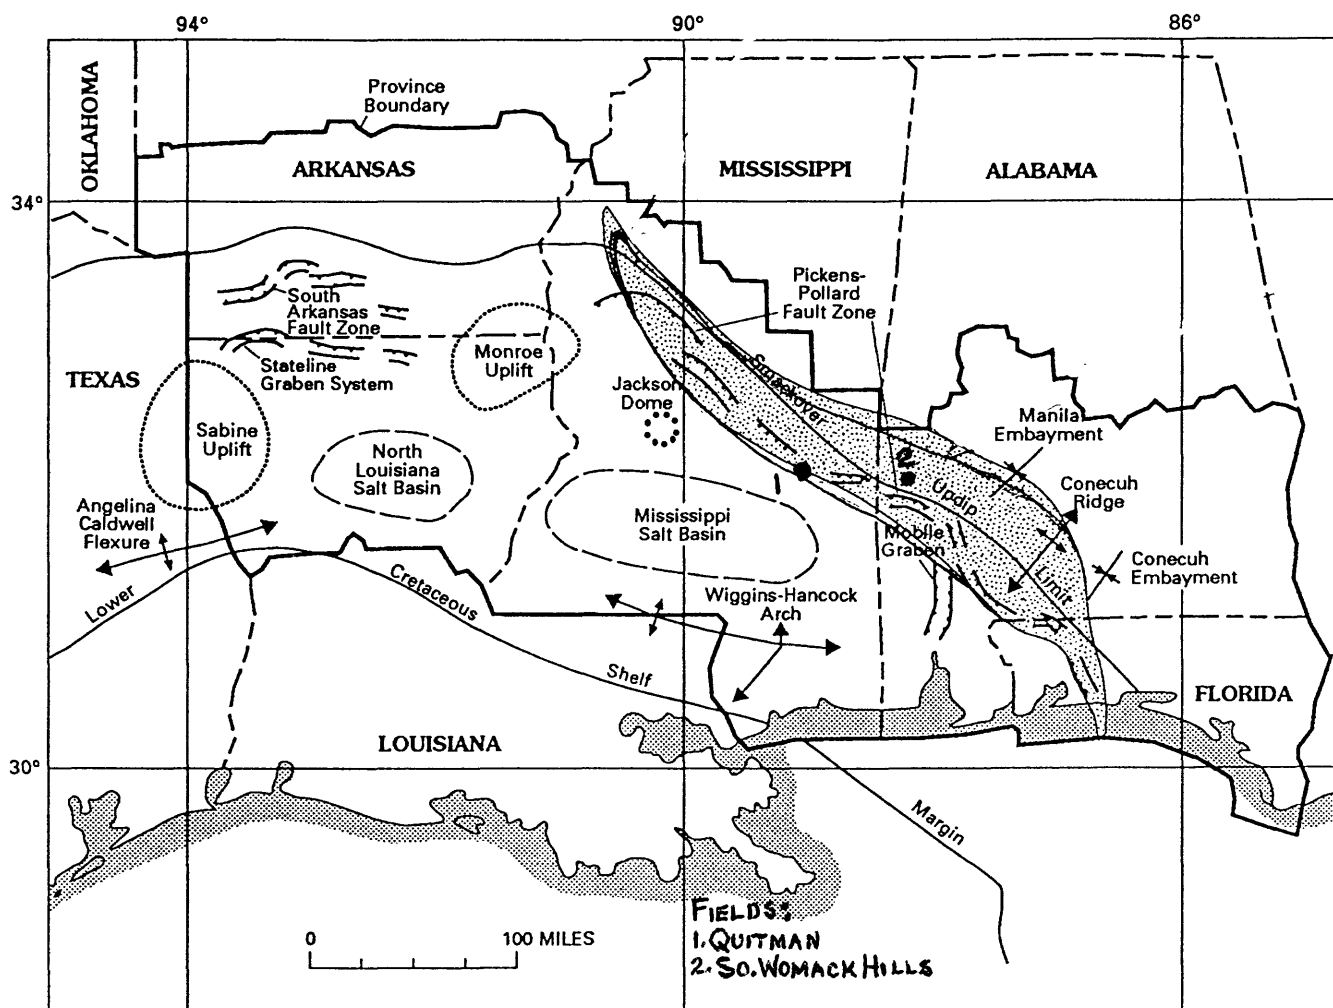 94°
90°
86°
OKLAHOMA
Province
Boundary
ARKANSAS
MISSISSIPPI
ALABAMA
34°
Pickens-
Pollard
Fault Zone
South
Arkansas
Fault Zone
Stateline
Graben System
Monroe
Uplift
TEXAS
Jackson
Dome
Smackover
Manila
Embayment
Sabine
Uplift
North
Louisiana
Salt Basin
Conecuh
Ridge
Updip
Angelina
Caldwell
Flexure
Mississippi
Salt Basin
2
Mobile
Graben
Conecuh
Embayment
Limit
Lower
Cretaceous
Wiggins-Hancock
Arch
Shelf
FLORIDA
LOUISIANA
30°
Margin
FIELDS:
1. QUITMAN
2. SO. WOMACK HILLS
0
100 MILES